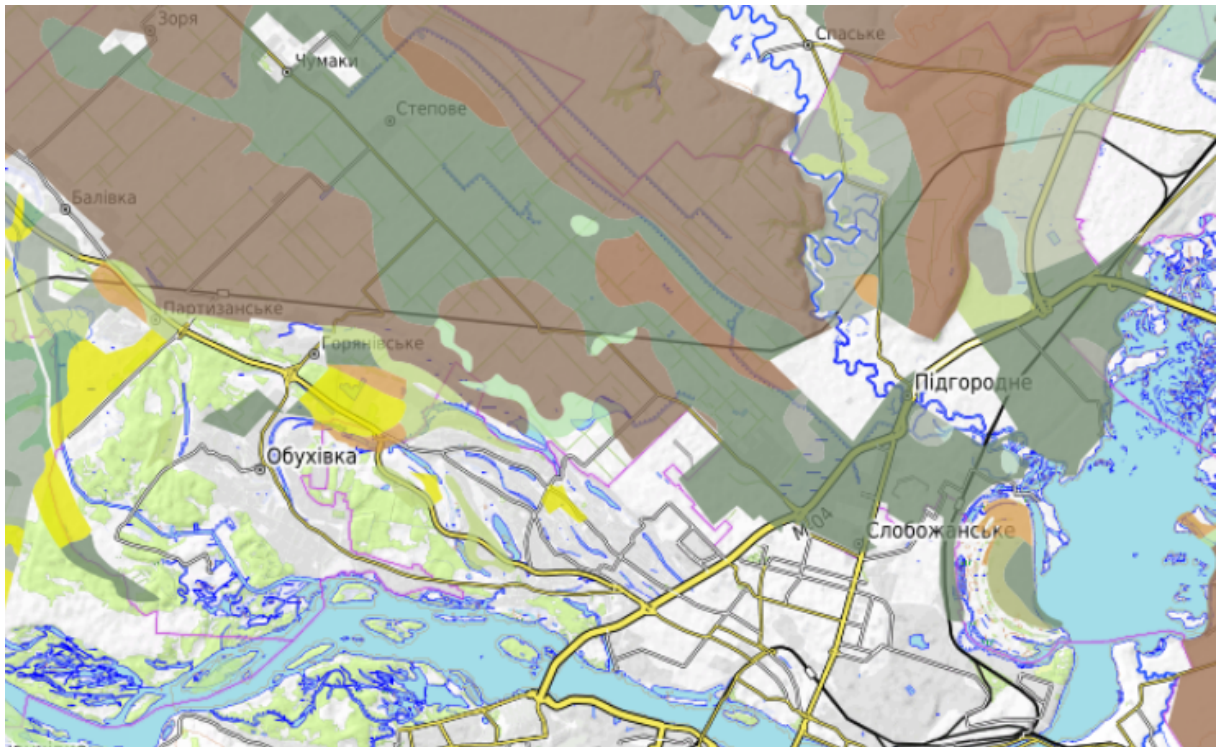 Зоря
Спаське
Чумаки
Степове
Балівка
Партизанське
Горянівське
Підгородне
Обухівка
М-04
Слобожанське